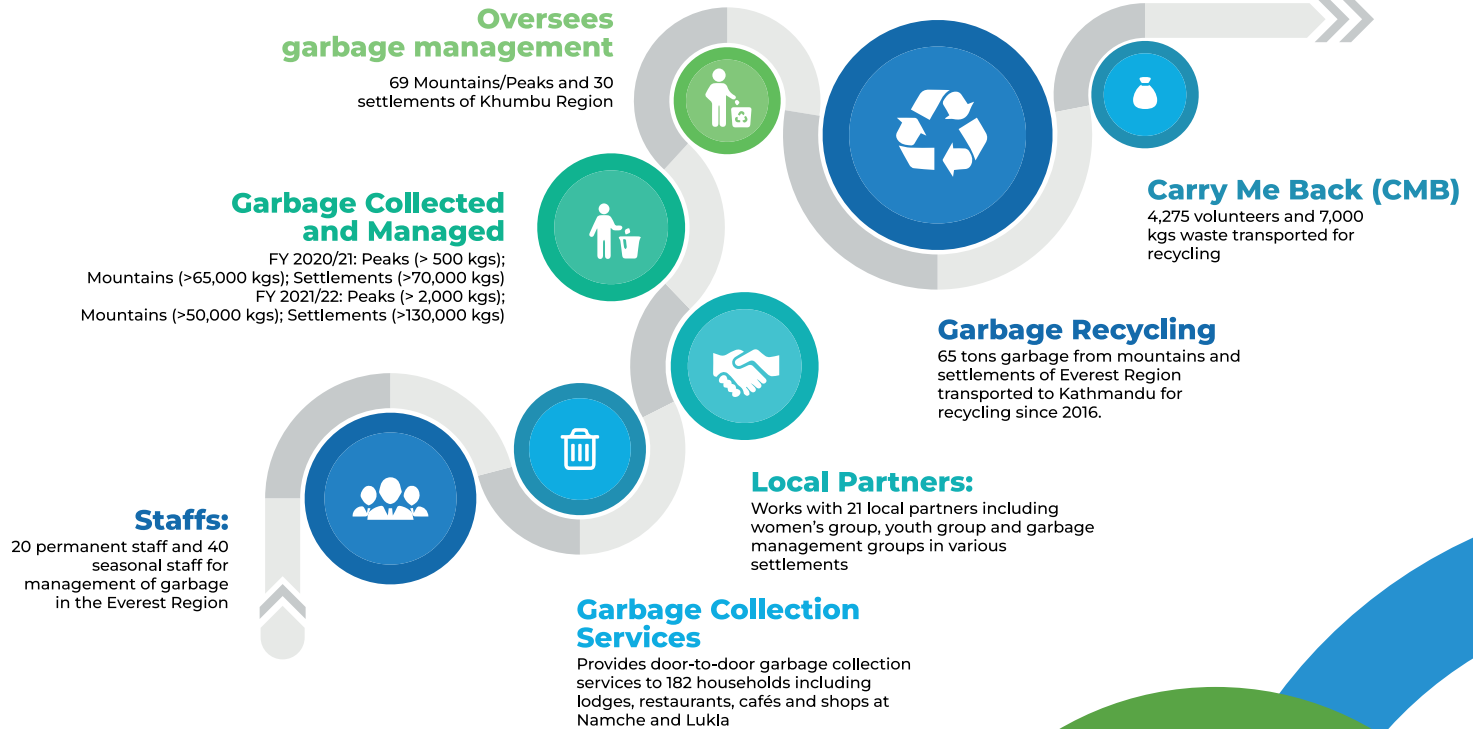 Oversees
garbage management
69 Mountains/Peaks and 30
settlements of Khumbu Region
Garbage Collected
and Managed
FY 2020/21: Peaks (> 500 kgs);
Mountains (>65,000 kgs); Settlements (>70,000 kgs)
FY 2021/22: Peaks (> 2,000 kgs);
Mountains (>50,000 kgs); Settlements (>130,000 kgs)
Carry Me Back (CMB)
4,275 volunteers and 7,000
kgs waste transported for
recycling
Garbage Recycling
65 tons garbage from mountains and
settlements of Everest Region
transported to Kathmandu for
recycling since 2016.
Staffs:
20 permanent staff and 40
seasonal staff for
management of garbage
in the Everest Region
Local Partners:
Works with 21 local partners including
women’s group, youth group and garbage
management groups in various
settlements
Garbage Collection
Services
Provides door-to-door garbage collection
services to 182 households including
lodges, restaurants, cafés and shops at
Namche and Lukla